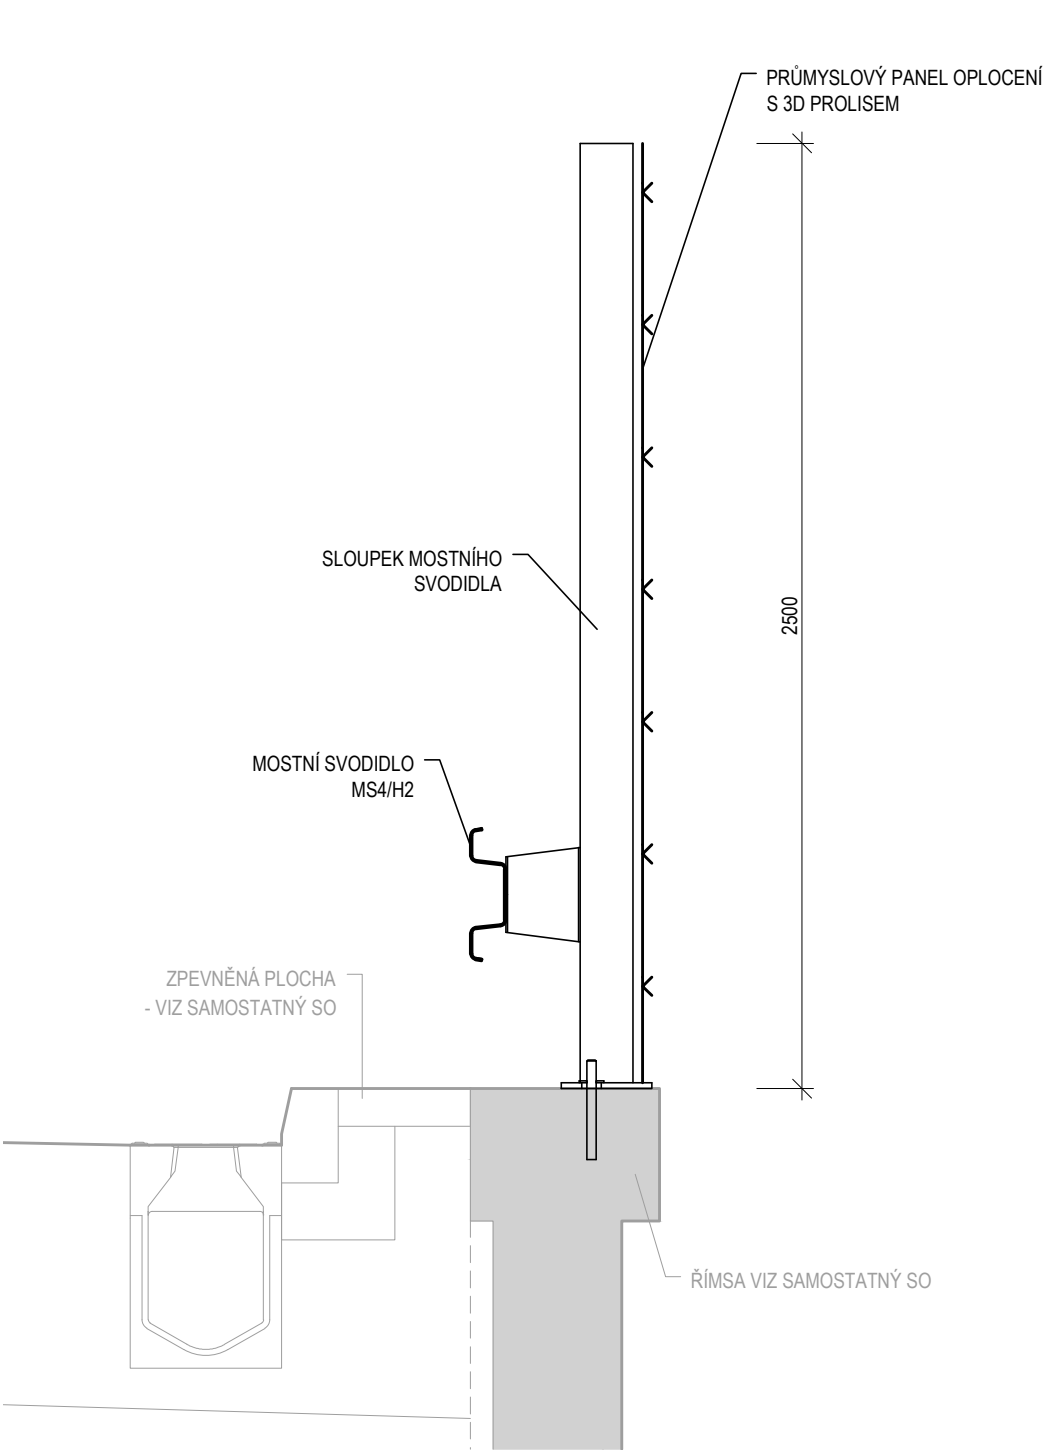 PRŮMYSLOVÝ PANEL OPLOCENÍ
S 3D PROLISEM
SLOUPEK MOSTNÍHO
SVODIDLA
2500
MOSTNÍ SVODIDLO
MS4/H2
ZPEVNĚNÁ PLOCHA
- VIZ SAMOSTATNÝ SO
ŘÍMSA VIZ SAMOSTATNÝ SO